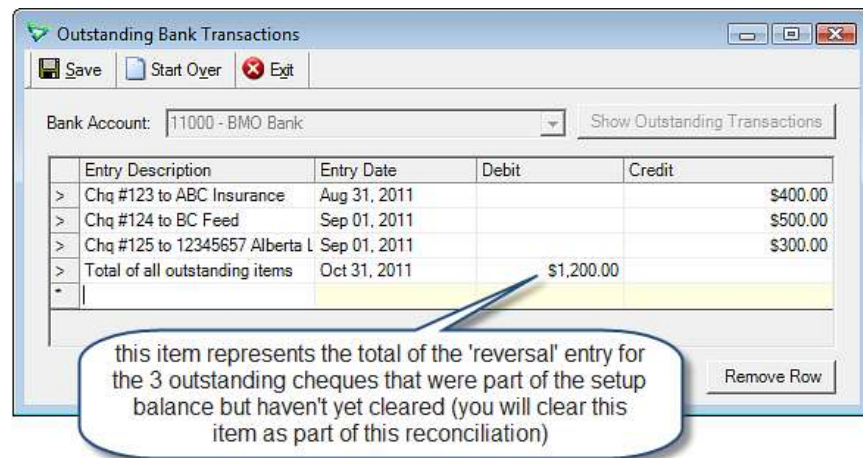 Outstanding Bank Transactions
Save Start Over Exit
Bank Account: 11000 - BMO Bank Show Outstanding Transactions
Entry Description Entry Date Debit Credit
> Chq #123 to ABC Insurance Aug 31, 2011 $400.00
> Chq #124 to BC Feed Sep 01, 2011 $500.00
> Chq #125 to 12345657 Alberta L Sep 01, 2011 $300.00
> Total of all outstanding items Oct 31, 2011 $1,200.00
*
this item represents the total of the 'reversal' entry for
the 3 outstanding cheques that were part of the setup
balance but haven't yet cleared (you will clear this
item as part of this reconciliation)
Remove Row